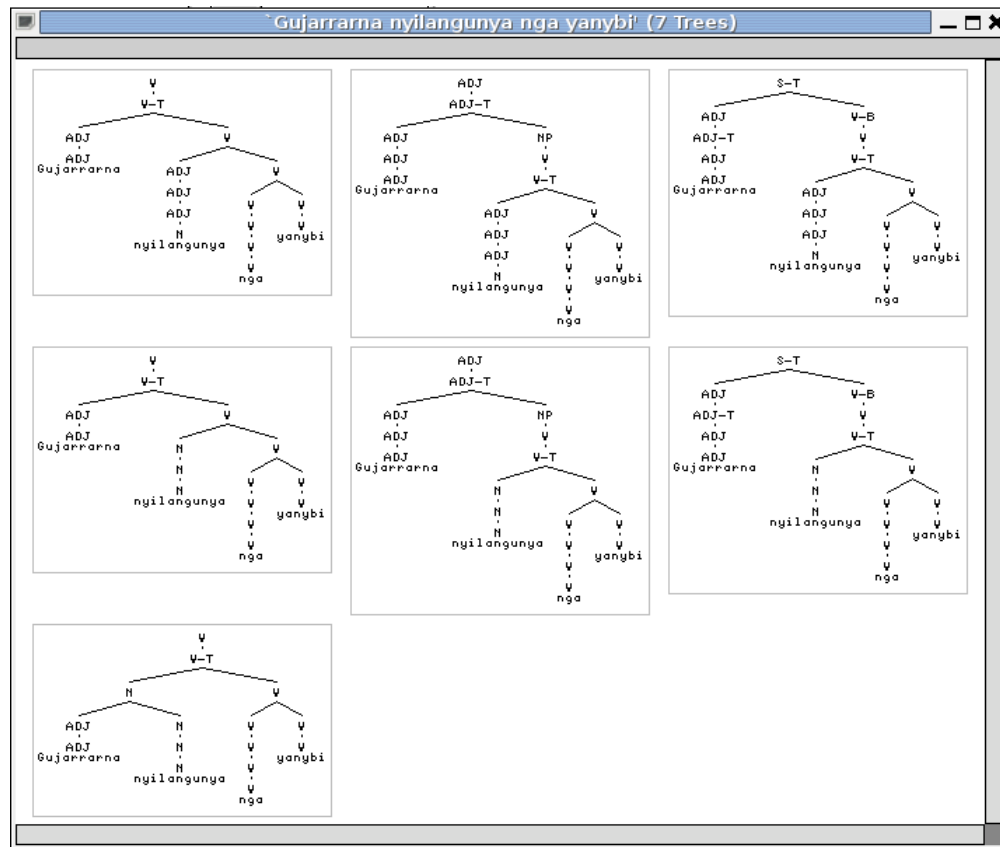 `Gujarrarna nyilangunya nga yanybi' (7 Trees)
V
V-T
ADJ V
ADJ
Gujarrarna ADJ V
ADJ V V
ADJ V V
N yanybi
nyilangunya V
V
nga
ADJ
ADJ-T
ADJ NP
ADJ V
ADJ V-T
Gujarrarna
ADJ V
ADJ V V
ADJ V V
N yanybi
nyilangunya V
V
nga
S-T
ADJ V-B
ADJ-T V
ADJ V-T
ADJ
Gujarrarna ADJ V
ADJ V V
ADJ V V
N yanybi
nyilangunya V
V
nga
V
V-T
ADJ V
ADJ N V
Gujarrarna
N V V
N V V
nyilangunya yanybi
V
V
nga
ADJ
ADJ-T
ADJ NP
ADJ V
ADJ V-T
Gujarrarna
N V
N V V
N V V
nyilangunya yanybi
V
V
nga
S-T
ADJ V-B
ADJ-T V
ADJ V-T
ADJ
Gujarrarna N V
N V V
N V V
nyilangunya yanybi
V
V
nga
V
V-T
N V
ADJ N V V
ADJ N V V
Gujarrarna yanybi
N V
nyilangunya
V
nga